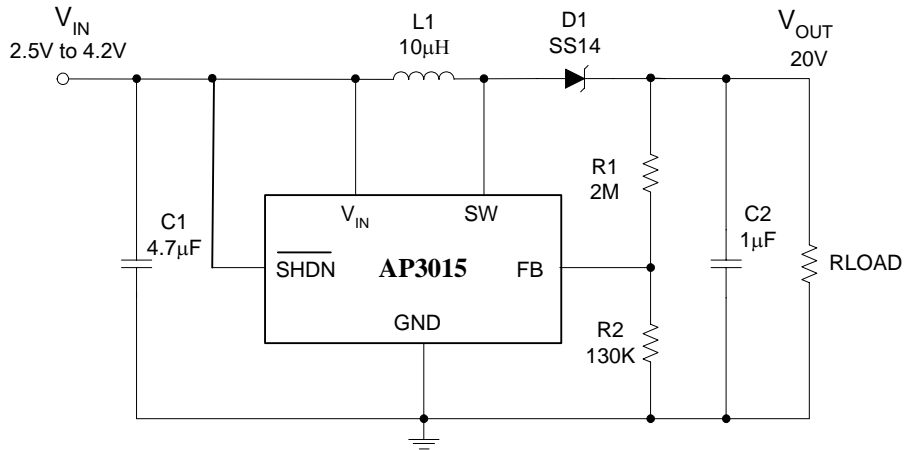 V_IN
2.5V to 4.2V
L1
10μH
D1
SS14
V_OUT
20V
C1
4.7μF
V_IN
SW
SHDN
AP3015
FB
GND
R1
2M
R2
130K
C2
1μF
RLOAD